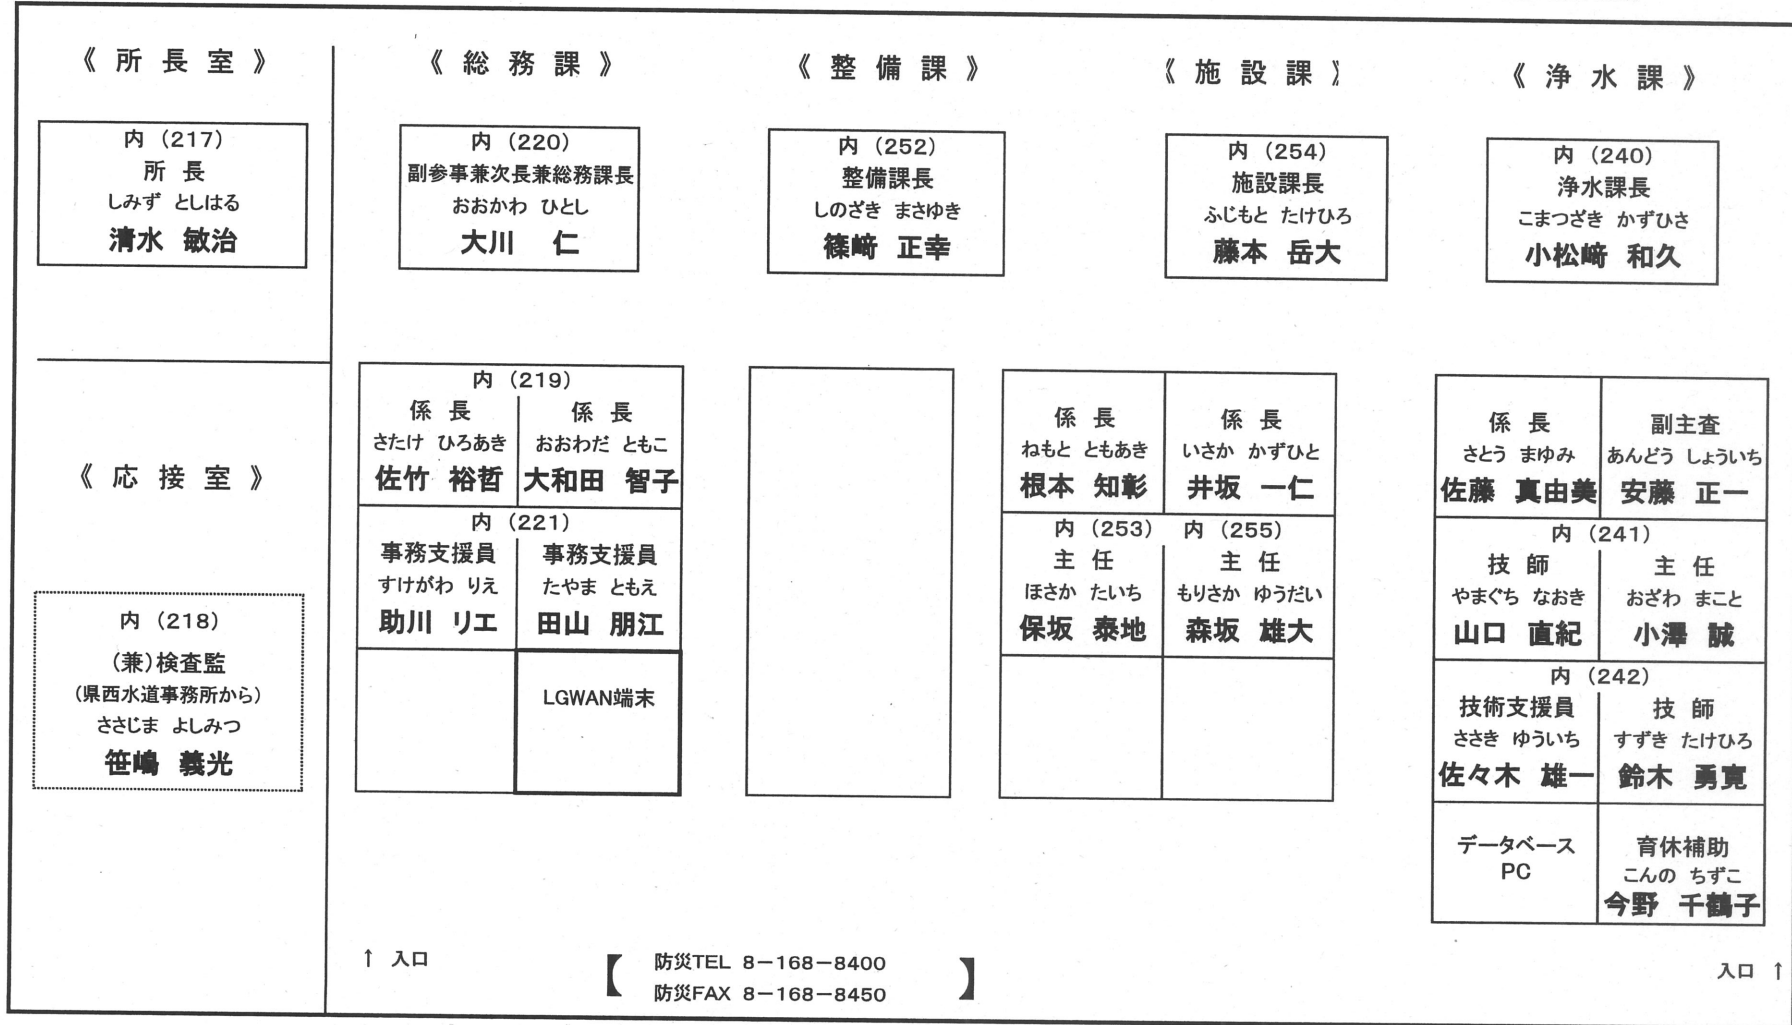 《 所 長 室 》
内 (217)
所 長
しみず としはる
清水 敏治
《 応 接 室 》
内 (218)
(兼)検査監
(県西水道事務所から)
ささじま よしみつ
笹嶋 義光
《 総 務 課 》
内 (220)
副参事兼次長兼総務課長
おおかわ ひとし
大川 仁
内 (219)
係 長 係 長
さたけ ひろあき おおわだ ともこ
佐竹 裕哲 大和田 智子
内 (221)
事務支援員 事務支援員
すけがわ りえ たやま ともえ
助川 リエ 田山 朋江
LGWAN端末
《 整 備 課 》
内 (252)
整備課長
しのざき まさゆき
篠﨑 正幸
《 施 設 課 》
内 (254)
施設課長
ふじもと たけひろ
藤本 岳大
係 長 係 長
ねもと ともあき いさか かずひと
根本 知彰 井坂 一仁
内 (253) 内 (255)
主 任 主 任
ほさか たいち もりさか ゆうだい
保坂 泰地 森坂 雄大
《 浄 水 課 》
内 (240)
浄水課長
こまつざき かずひさ
小松﨑 和久
係 長 副主査
さとう まゆみ あんどう しょういち
佐藤 真由美 安藤 正一
内 (241)
技 師 主 任
やまぐち なおき おざわ まこと
山口 直紀 小澤 誠
内 (242)
技術支援員 技 師
ささき ゆういち すずき たけひろ
佐々木 雄一 鈴木 勇寛
データベース 育休補助
PC こんの ちずこ
今野 千鶴子
↑ 入口
【 防災TEL 8-168-8400
防災FAX 8-168-8450 】
入口 ↑